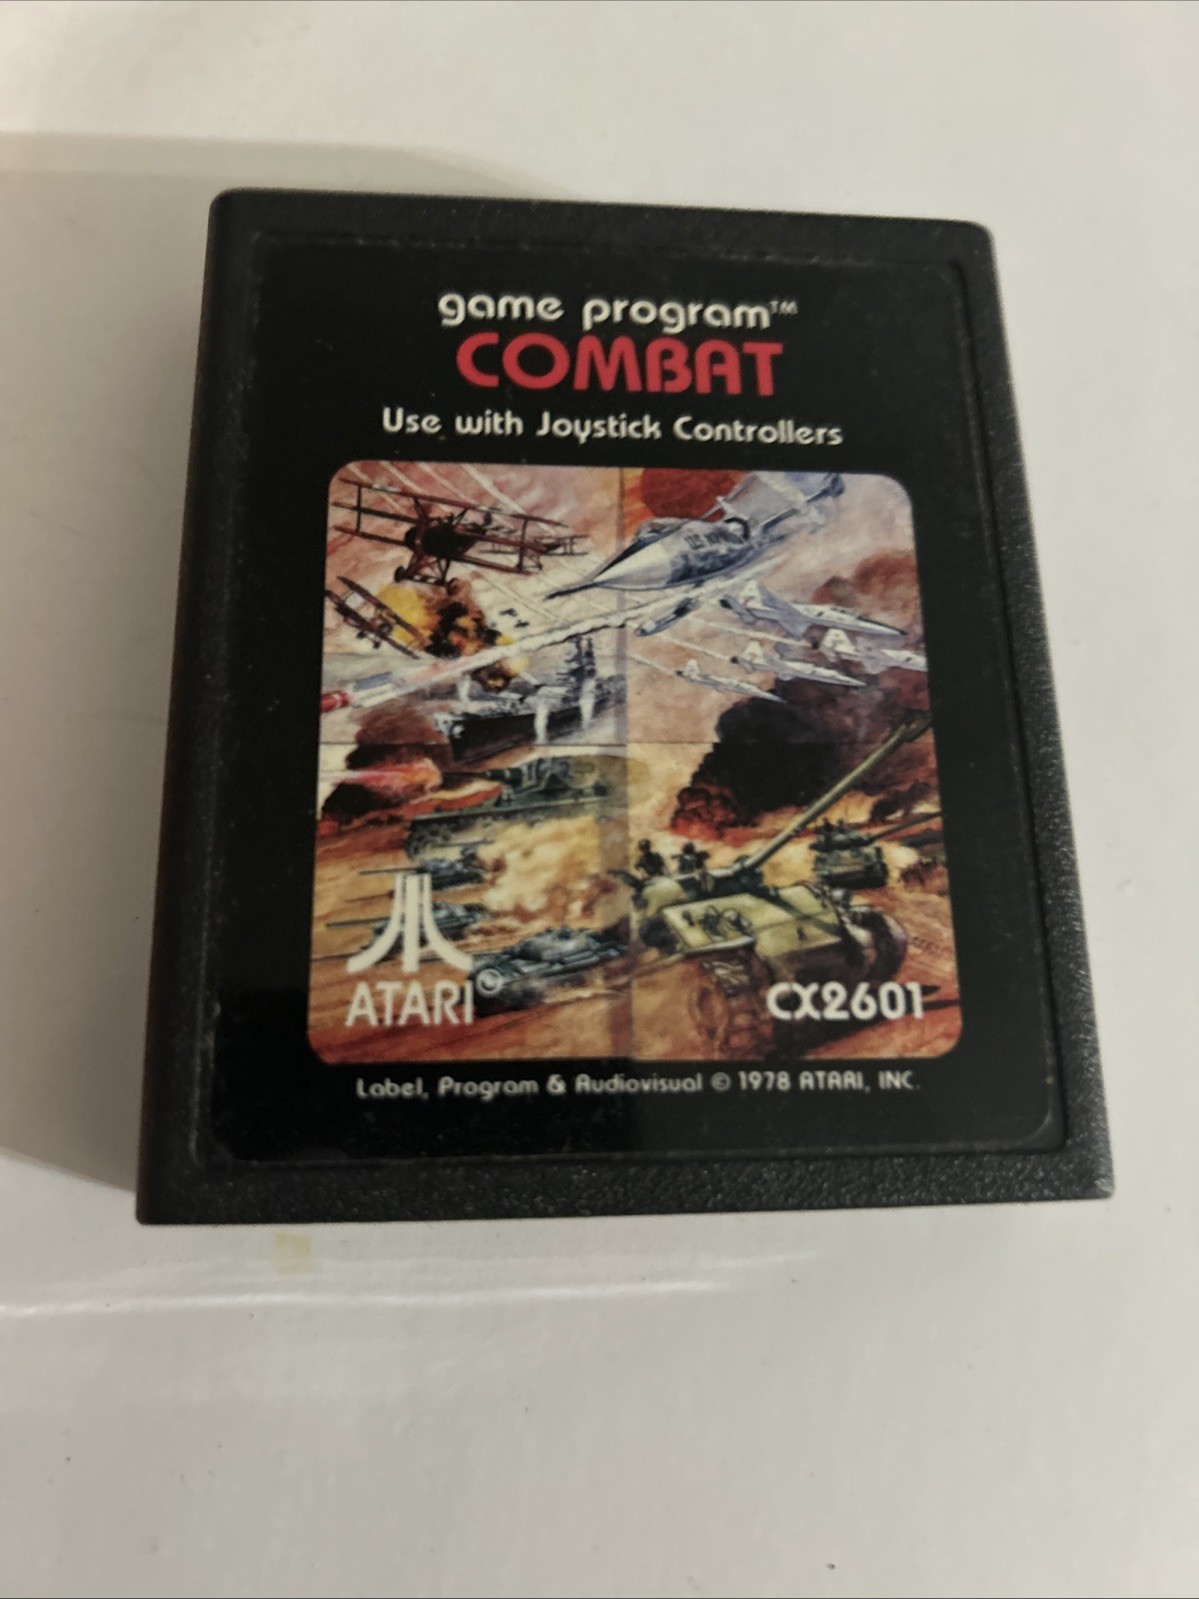 game program™
COMBAT
Use with Joystick Controllers
ATARI®
CX2601
Label, Program & Audiovisual © 1978 ATARI, INC.